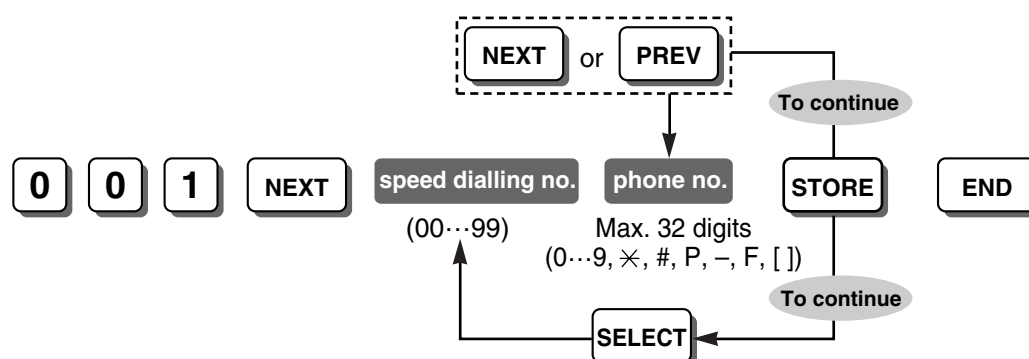 NEXT or PREV
To continue
0 0 1 NEXT speed dialling no. phone no. STORE END
(00···99) Max. 32 digits
(0···9, ✳, #, P, –, F, [ ])
To continue
SELECT